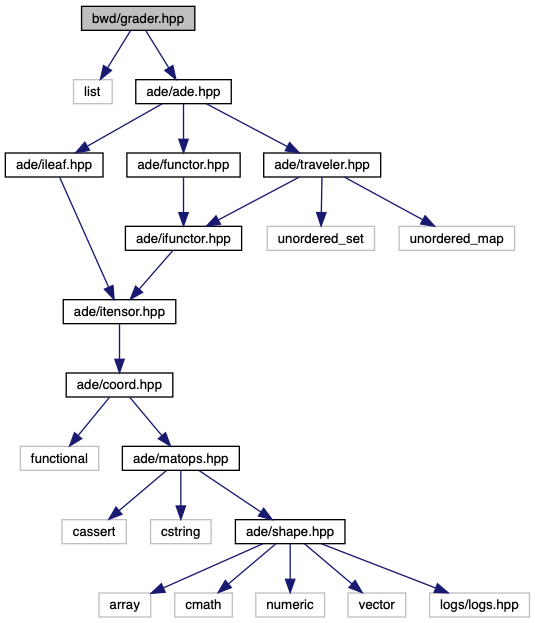 bwd/grader.hpp
list
ade/ade.hpp
ade/ileaf.hpp
ade/functor.hpp
ade/traveler.hpp
ade/ifunctor.hpp
unordered_set
unordered_map
ade/itensor.hpp
ade/coord.hpp
functional
ade/matops.hpp
cassert
cstring
ade/shape.hpp
array
cmath
numeric
vector
logs/logs.hpp